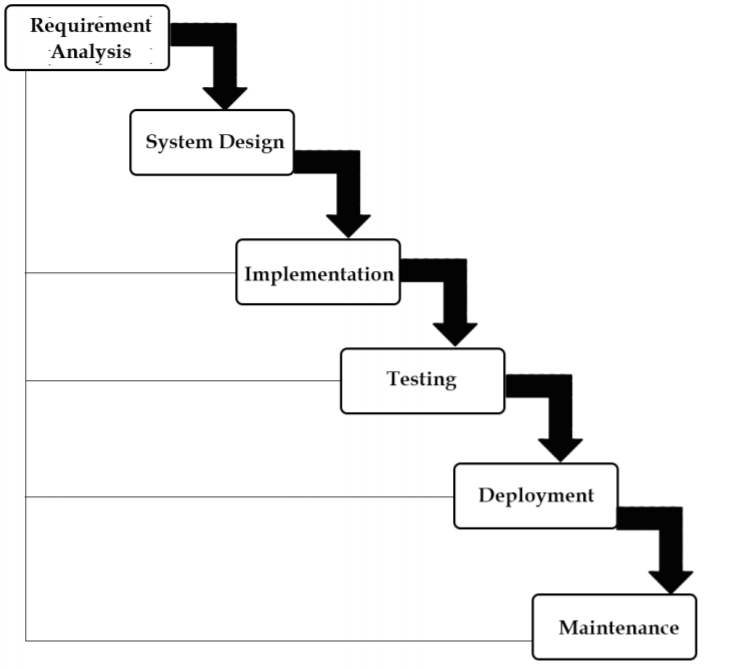 Requirement
Analysis
System Design
Implementation
Testing
Deployment
Maintenance